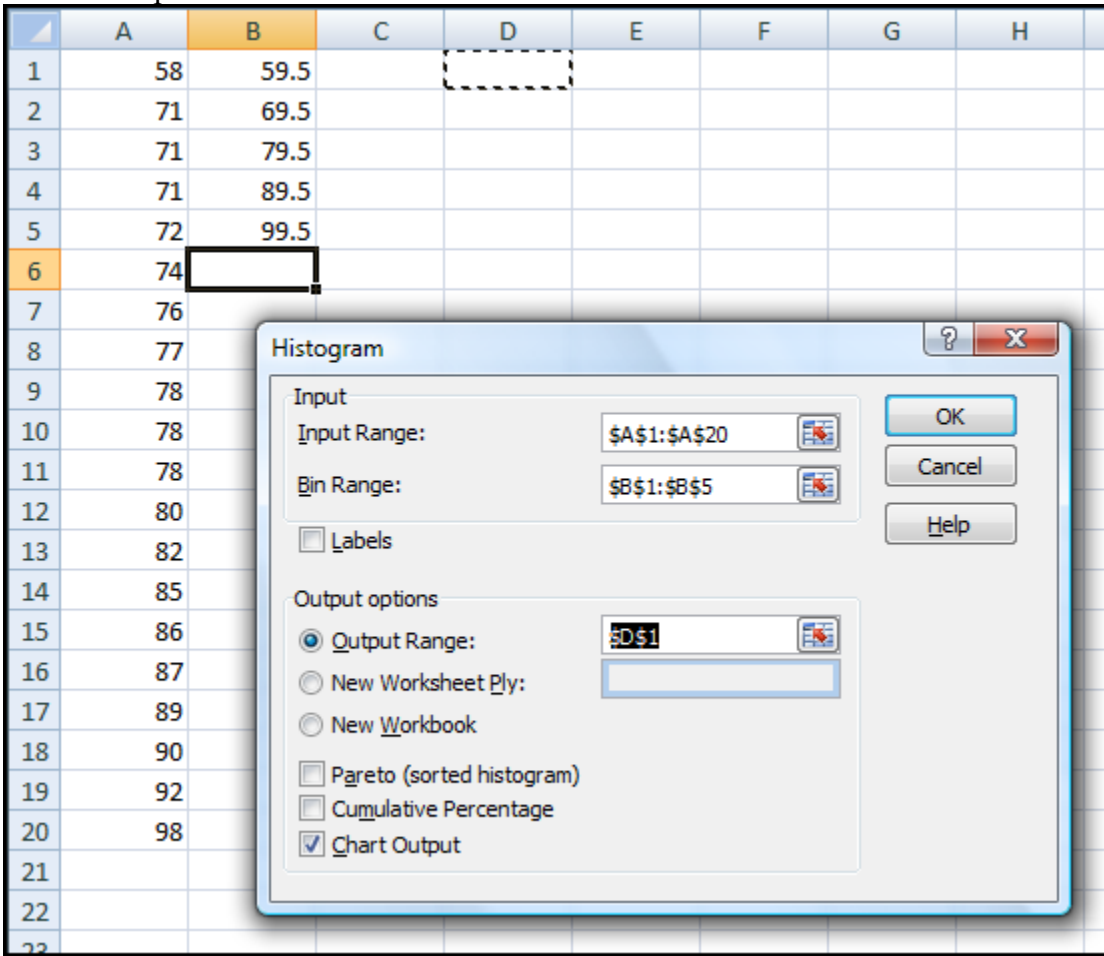 A B C D E F G H
1 58 59.5
2 71 69.5
3 71 79.5
4 71 89.5
5 72 99.5
6 74
7 76
8 77
9 78
10 78
11 78
12 80
13 82
14 85
15 86
16 87
17 89
18 90
19 92
20 98
21
22
23
Histogram
Input
Input Range: $A$1:$A$20
Bin Range: $B$1:$B$5
Labels
OK
Cancel
Help
Output options
Output Range: $D$1
New Worksheet Ply:
New Workbook
Pareto (sorted histogram)
Cumulative Percentage
Chart Output